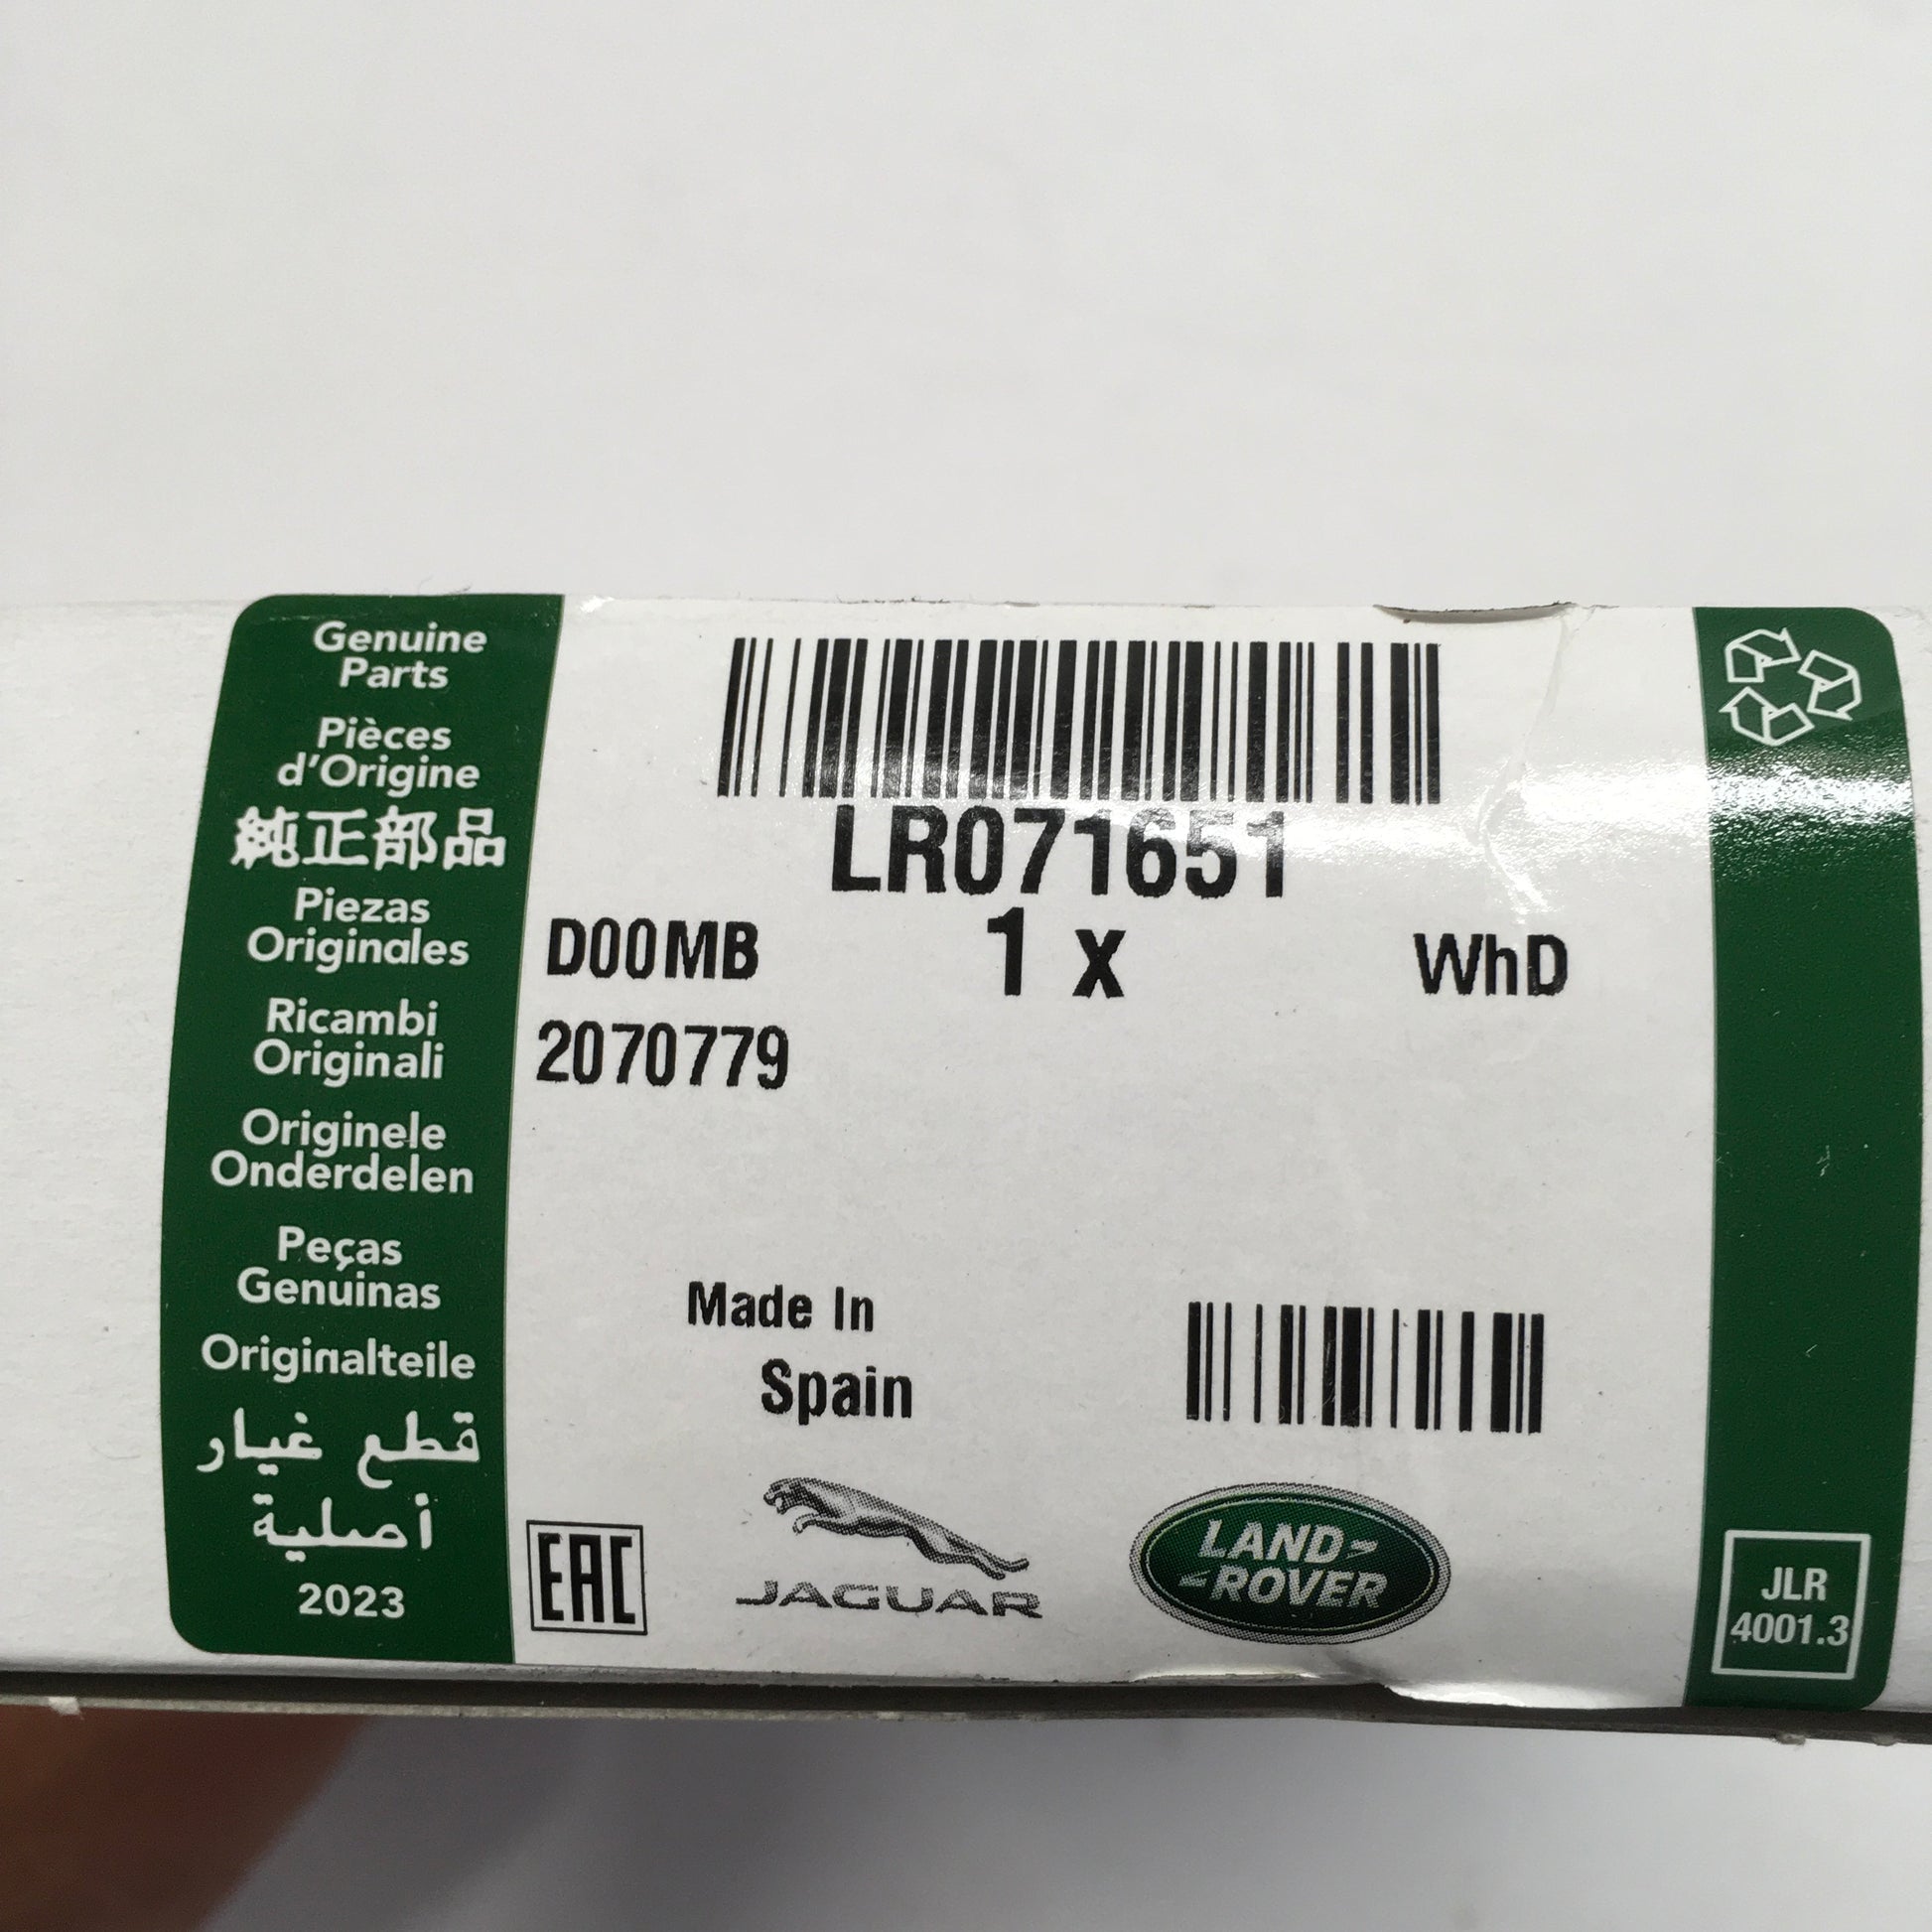 Genuine
Parts
Pièces
d'Origine
純正部品
Piezas
Originales
Ricambi
Originali
Originele
Onderdelen
Peças
Genuinas
Originalteile
قطع غيار
أصلية
2023
LR071651
D00MB 1 x WhD
2070779
Made In
Spain
EAC
JAGUAR
LAND
ROVER
JLR
4001.3